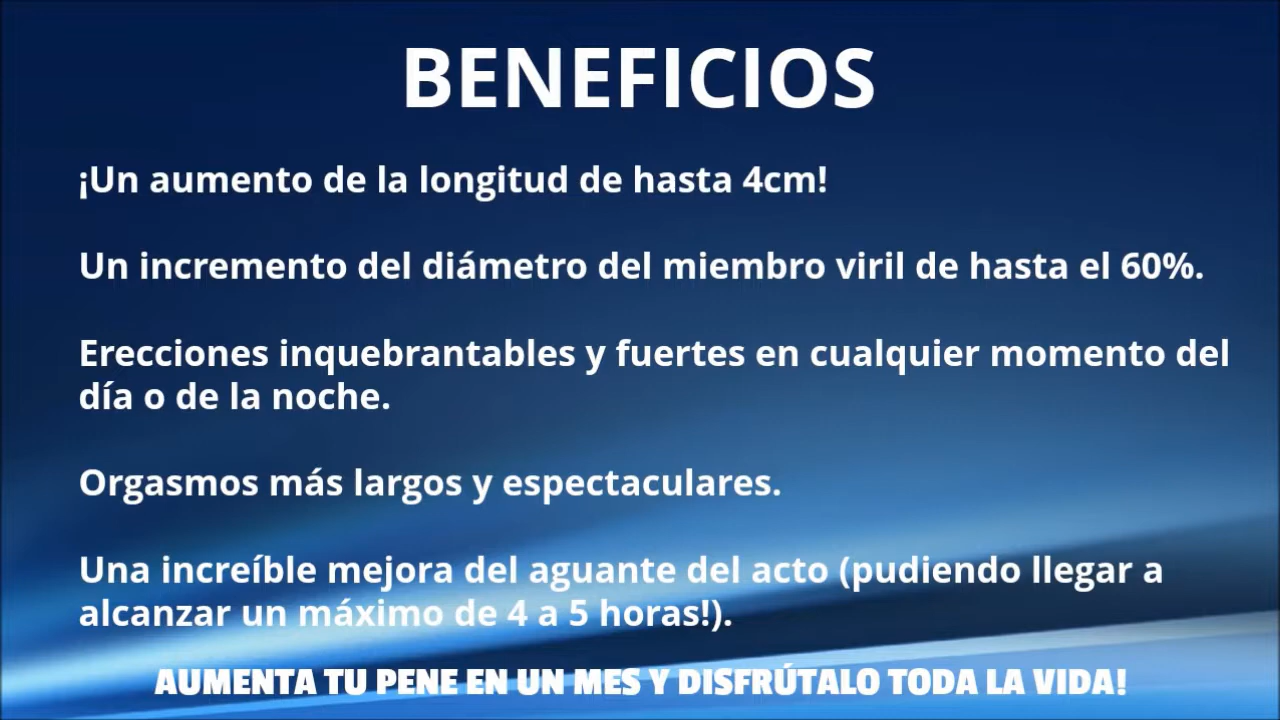 BENEFICIOS
¡Un aumento de la longitud de hasta 4cm!
Un incremento del diámetro del miembro viril de hasta el 60%.
Erecciones inquebrantables y fuertes en cualquier momento del
día o de la noche.
Orgasmos más largos y espectaculares.
Una increíble mejora del aguante del acto (pudiendo llegar a
alcanzar un máximo de 4 a 5 horas!).
AUMENTA TU PENE EN UN MES Y DISFRÚTALO TODA LA VIDA!